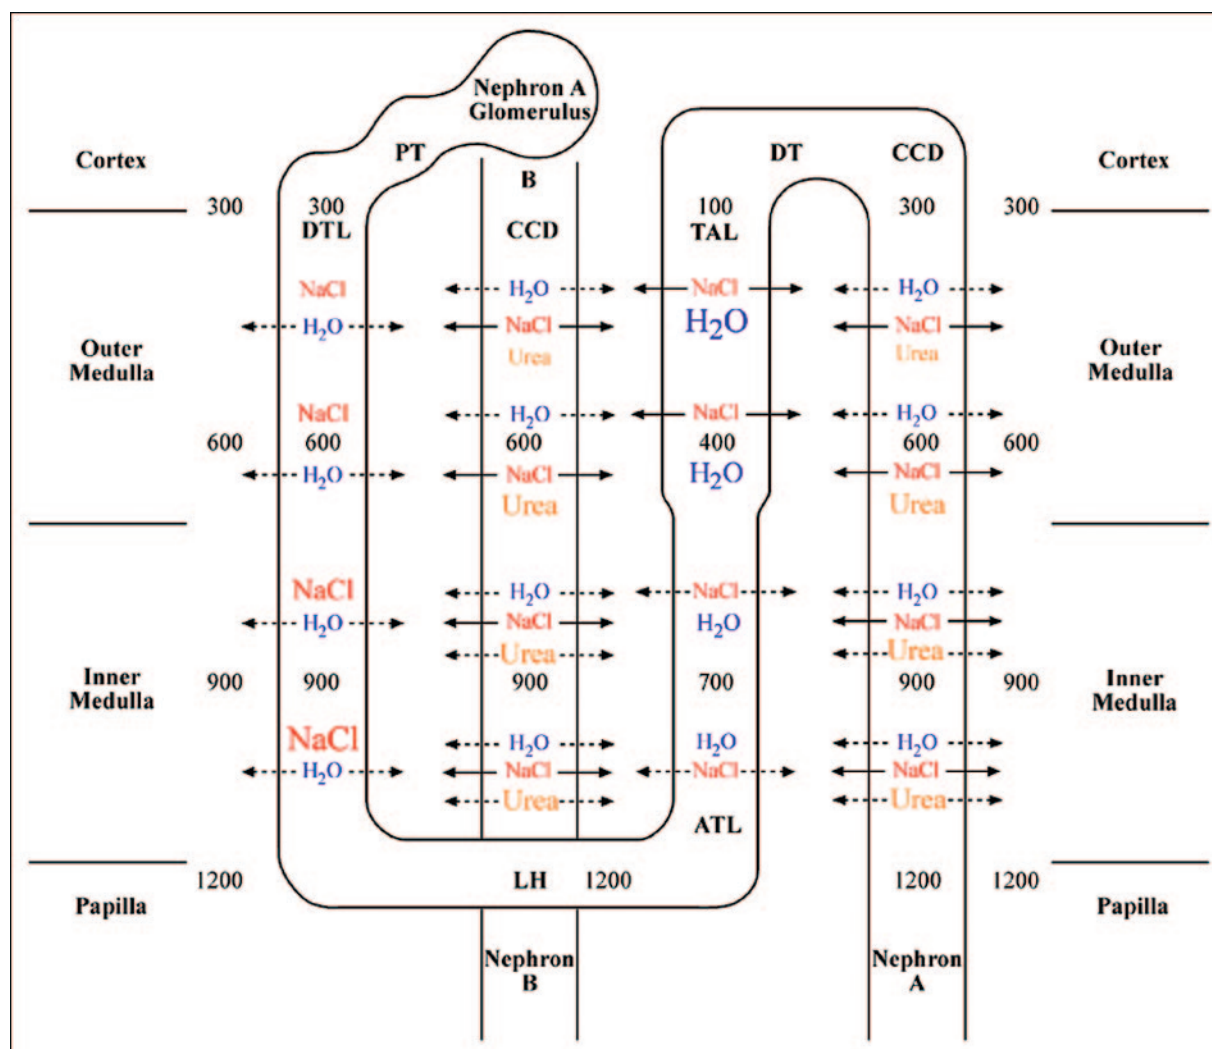 Nephron A
Glomerulus
Cortex
PT
B
DT
CCD
Cortex
300
300
DTL
CCD
100
TAL
300
300
NaCl
H2O
NaCl
H2O
H2O
NaCl
H2O
NaCl
Outer
Medulla
Urea
H2O
Urea
Outer
Medulla
NaCl
H2O
NaCl
H2O
600
600
600
400
600
600
H2O
NaCl
H2O
NaCl
Urea
Urea
NaCl
H2O
NaCl
H2O
H2O
NaCl
H2O
NaCl
Urea
Urea
Inner
Medulla
900
900
900
700
900
900
Inner
Medulla
NaCl
H2O
H2O
H2O
H2O
NaCl
NaCl
NaCl
Urea
Urea
ATL
1200
LH
1200
1200
1200
Papilla
Papilla
Nephron
B
Nephron
A